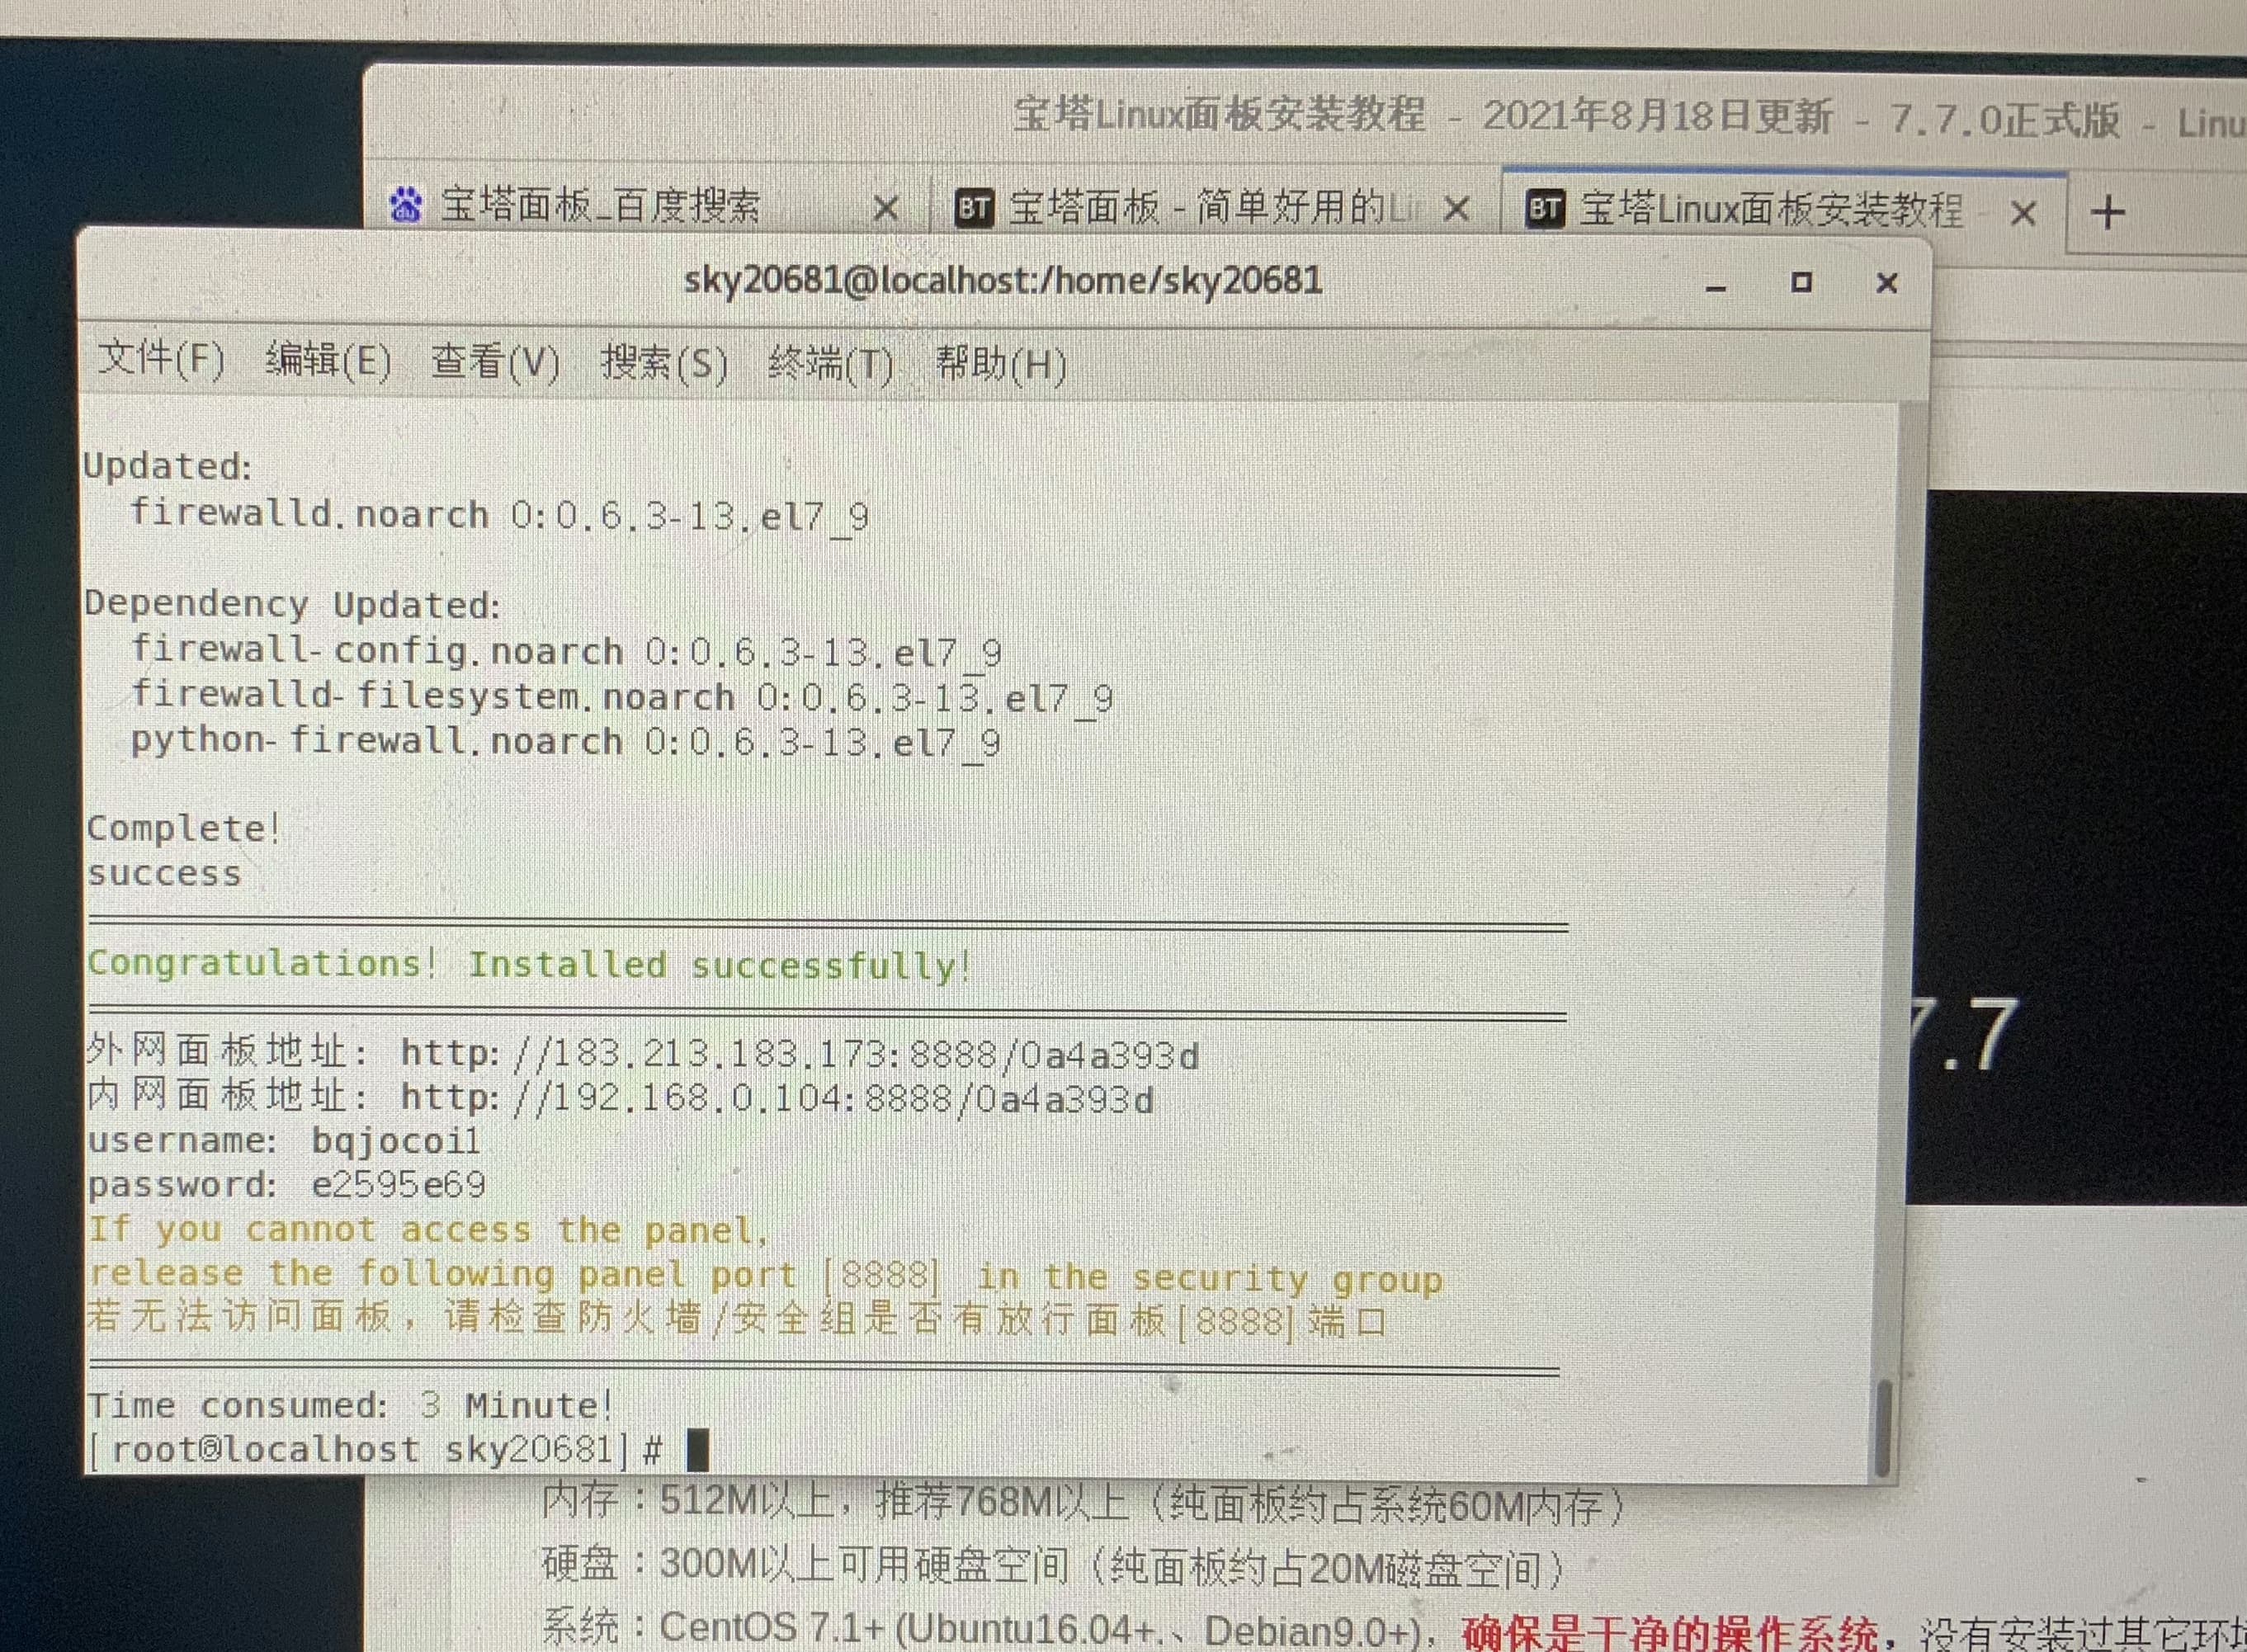 宝塔Linux面板安装教程 - 2021年8月18日更新 - 7.7.0正式版 -
宝塔面板_百度搜索
BT 宝塔面板 - 简单好用的
BT 宝塔Linux面板安装教程
sky20681@localhost:/home/sky20681
文件(F) 编辑(E) 查看(V) 搜索(S) 终端(T) 帮助(H)
Updated:
firewalld.noarch 0:0.6.3-13.el7_9
Dependency Updated:
firewall-config.noarch 0:0.6.3-13.el7_9
firewalld-filesystem.noarch 0:0.6.3-13.el7_9
python-firewall.noarch 0:0.6.3-13.el7_9
Complete!
success
Congratulations! Installed successfully!
外网面板地址: http://183.213.183.173:8888/0a4a393d
内网面板地址: http://192.168.0.104:8888/0a4a393d
username: bqjocoi1
password: e2595e69
If you cannot access the panel,
release the following panel port [8888] in the security group
若无法访问面板，请检查防火墙/安全组是否有放行面板[8888]端口
Time consumed: 3 Minute!
[root@localhost sky20681]#
7.7
内存：512M以上，推荐768M以上（纯面板约占系统60M内存）
硬盘：300M以上可用硬盘空间（纯面板约占20M磁盘空间）
系统：CentOS 7.1+ (Ubuntu16.04+.、Debian9.0+)，确保是干净的操作系统，没有安装过其它环